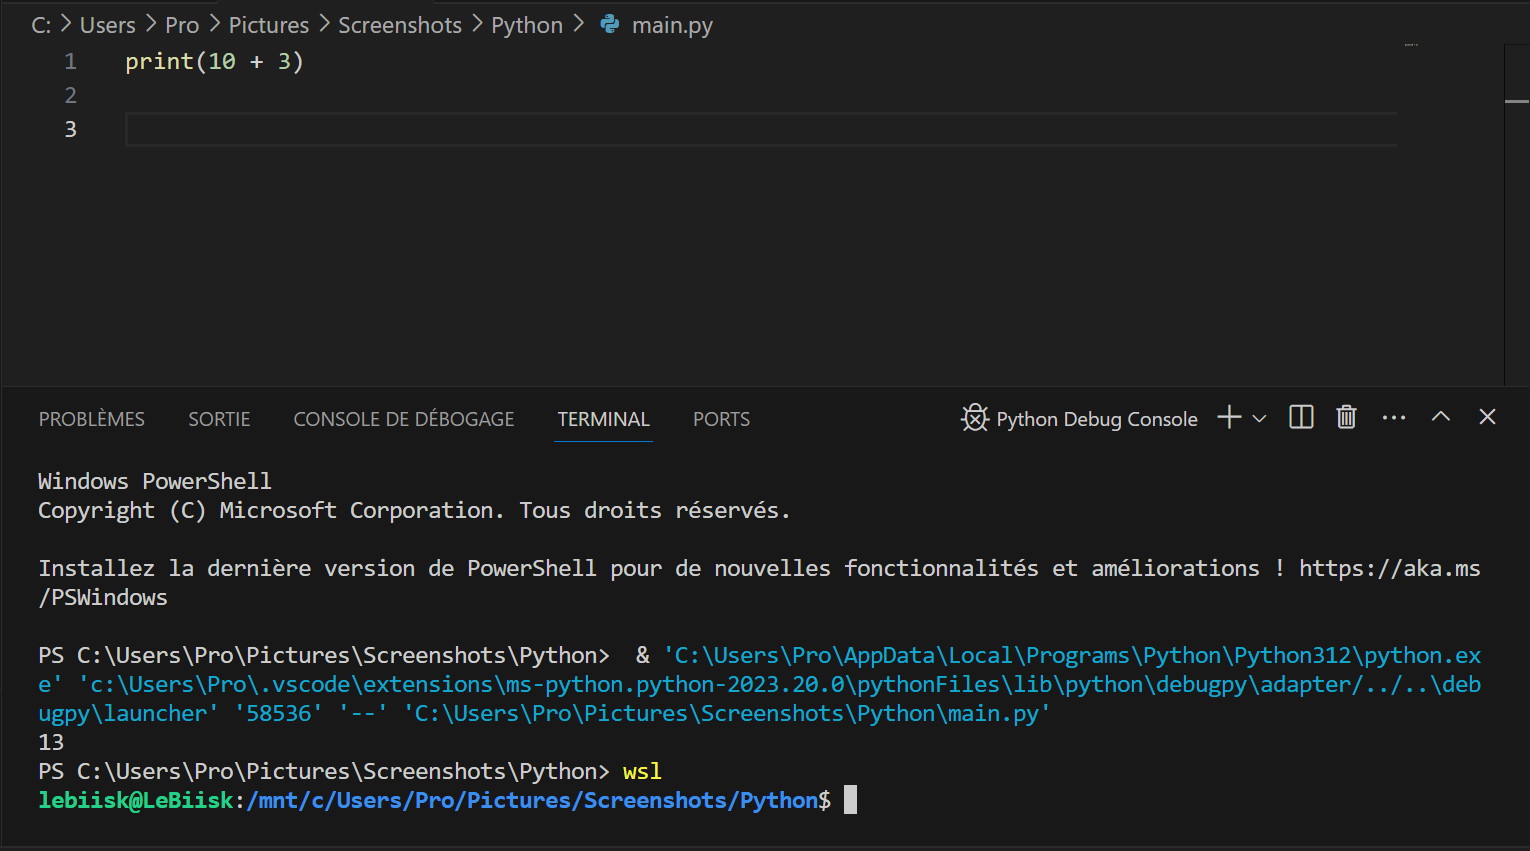 C: > Users > Pro > Pictures > Screenshots > Python > main.py
1 print(10 + 3)
2
3
PROBLÈMES SORTIE CONSOLE DE DÉBOGAGE TERMINAL PORTS Python Debug Console
Windows PowerShell
Copyright (C) Microsoft Corporation. Tous droits réservés.
Installez la dernière version de PowerShell pour de nouvelles fonctionnalités et améliorations ! https://aka.ms
/PSWindows
PS C:\Users\Pro\Pictures\Screenshots\Python>  & 'C:\Users\Pro\AppData\Local\Programs\Python\Python312\python.ex
e' 'c:\Users\Pro\.vscode\extensions\ms-python.python-2023.20.0\pythonFiles\lib\python\debugpy\adapter/../..\deb
ugpy\launcher' '58536' '--' 'C:\Users\Pro\Pictures\Screenshots\Python\main.py'
13
PS C:\Users\Pro\Pictures\Screenshots\Python> wsl
lebiisk@LeBiisk:/mnt/c/Users/Pro/Pictures/Screenshots/Python$